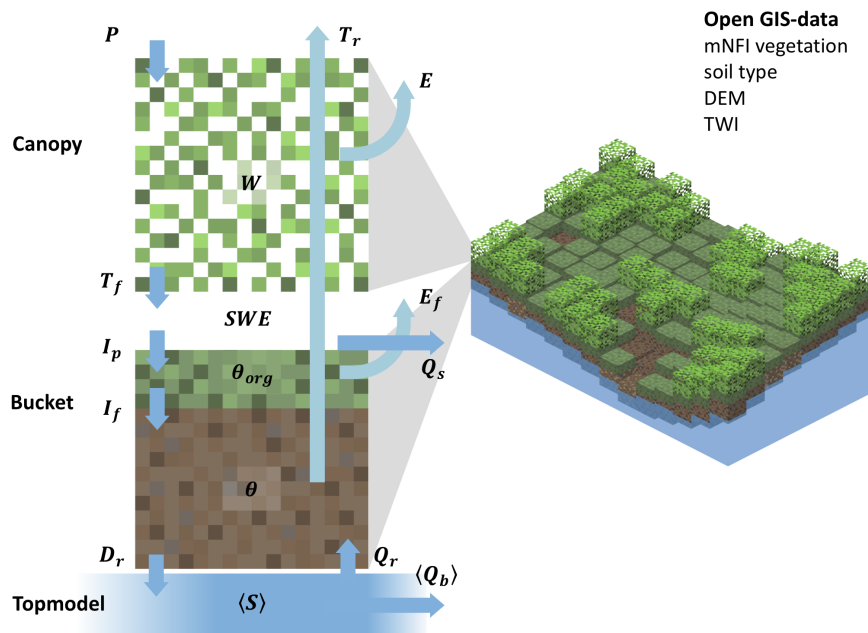 Open GIS-data
mNFI vegetation
soil type
DEM
TWI
P
T_r
E
Canopy
W
T_f
SWE
E_f
I_p
Q_s
θ_org
Bucket
I_f
θ
D_r
Q_r
⟨Q_b⟩
Topmodel
⟨S⟩